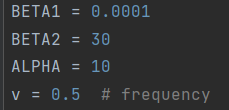 BETA1 = 0.0001
BETA2 = 30
ALPHA = 10
v = 0.5  # frequency